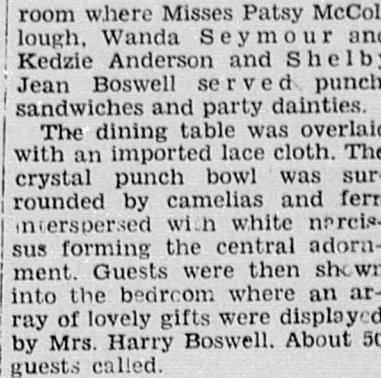 room where Misses Patsy McCol
lough, Wanda Seymour and
Kedzie Anderson and Shelby
Jean Boswell served punch
sandwiches and party dainties.
The dining table was overlaid
with an imported lace cloth. The
crystal punch bowl was sur-
rounded by camelias and fern
interspersed with white narcis-
sus forming the central adorn-
ment. Guests were then shown
into the bedroom where an ar-
ray of lovely gifts were displayed
by Mrs. Harry Boswell. About 50
guests called.